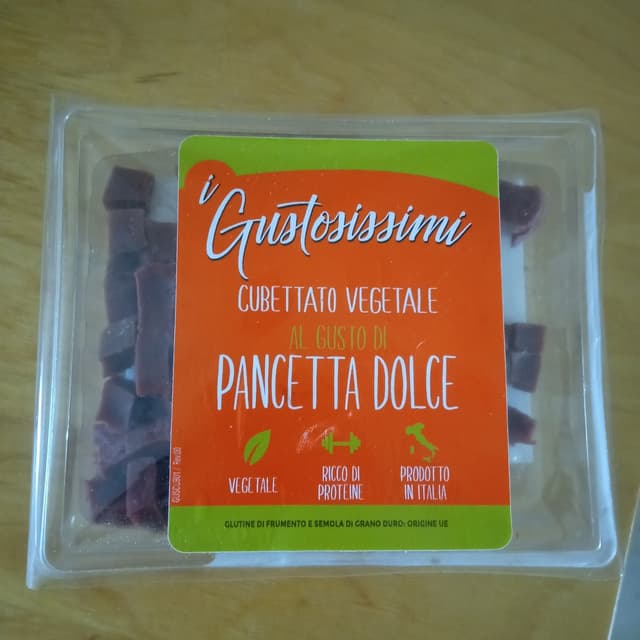 i Gustosissimi
CUBETTATO VEGETALE
AL GUSTO DI
PANCETTA DOLCE
VEGETALE
RICCO DI
PROTEINE
PRODOTTO
IN ITALIA
GLUTINE DI FRUMENTO E SEMOLA DI GRANO DURO: ORIGINE UE